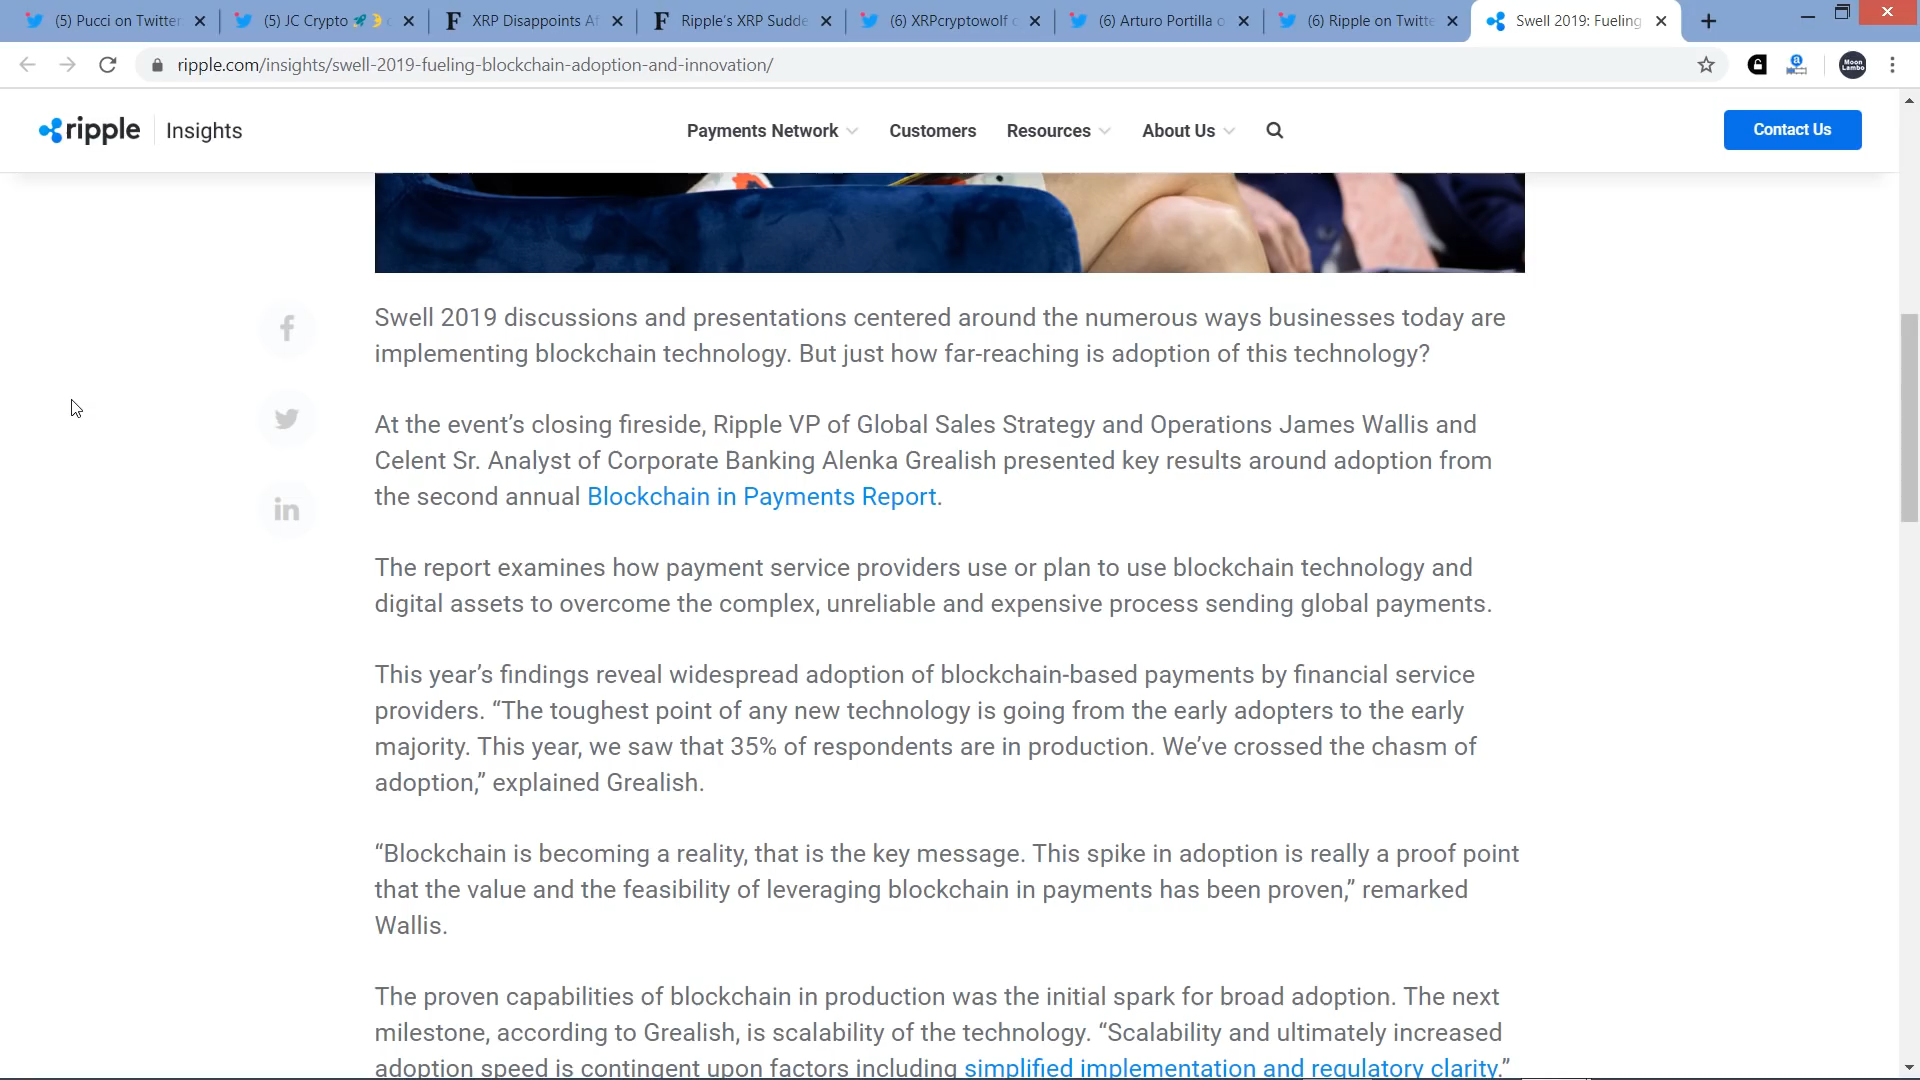 (5) Pucci on Twitter
(5) JC Crypto 🚀🌛
XRP Disappoints Af
Ripple's XRP Sudde
(6) XRPcryptowolf o
(6) Arturo Portilla o
(6) Ripple on Twitte
Swell 2019: Fueling
ripple.com/insights/swell-2019-fueling-blockchain-adoption-and-innovation/
Moon Lambo
ripple Insights
Payments Network
Customers
Resources
About Us
Contact Us
Swell 2019 discussions and presentations centered around the numerous ways businesses today are
implementing blockchain technology. But just how far-reaching is adoption of this technology?
At the event’s closing fireside, Ripple VP of Global Sales Strategy and Operations James Wallis and
Celent Sr. Analyst of Corporate Banking Alenka Grealish presented key results around adoption from
the second annual Blockchain in Payments Report.
The report examines how payment service providers use or plan to use blockchain technology and
digital assets to overcome the complex, unreliable and expensive process sending global payments.
This year’s findings reveal widespread adoption of blockchain-based payments by financial service
providers. “The toughest point of any new technology is going from the early adopters to the early
majority. This year, we saw that 35% of respondents are in production. We’ve crossed the chasm of
adoption,” explained Grealish.
“Blockchain is becoming a reality, that is the key message. This spike in adoption is really a proof point
that the value and the feasibility of leveraging blockchain in payments has been proven,” remarked
Wallis.
The proven capabilities of blockchain in production was the initial spark for broad adoption. The next
milestone, according to Grealish, is scalability of the technology. “Scalability and ultimately increased
adoption speed is contingent upon factors including simplified implementation and regulatory clarity.”